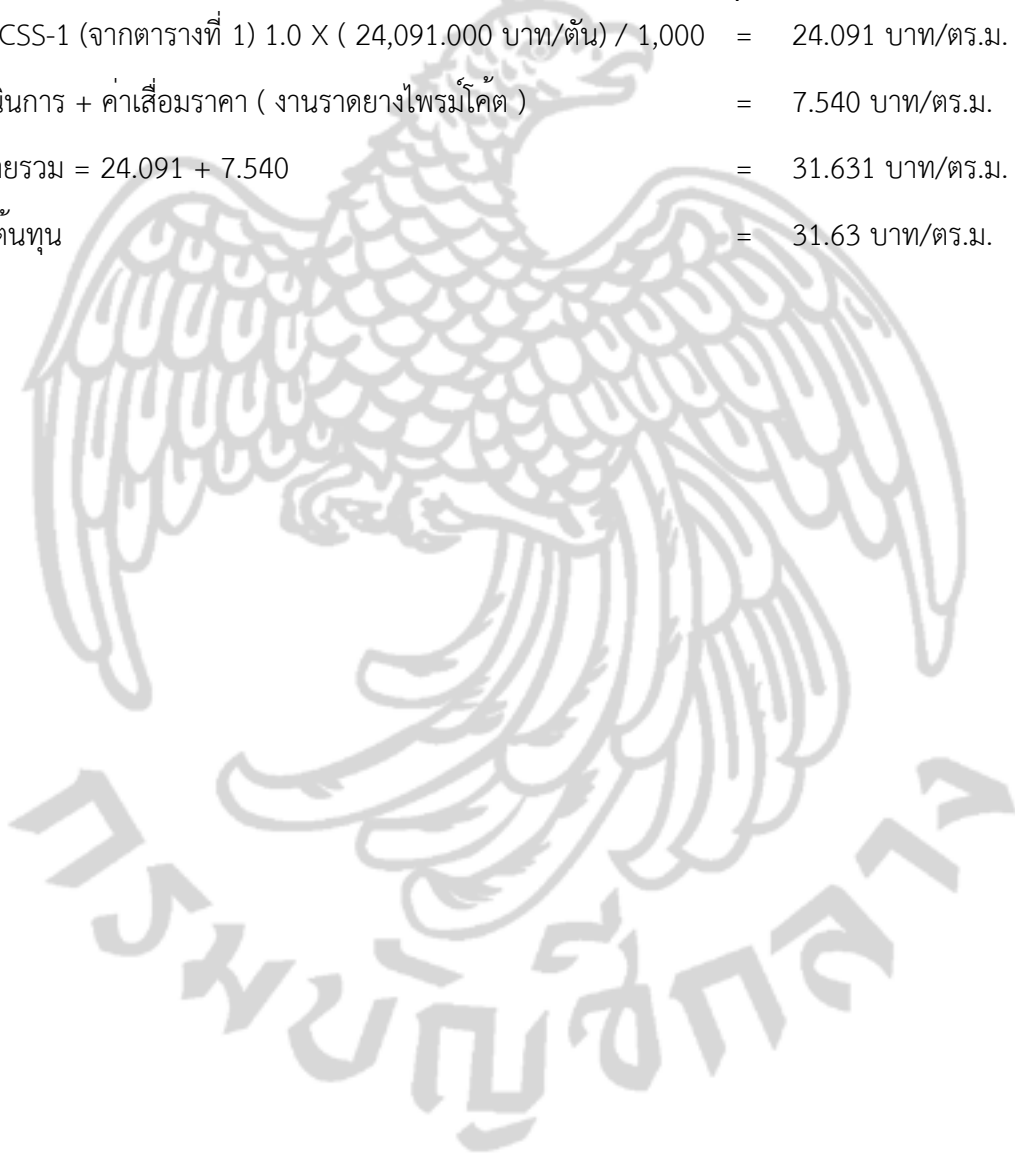 CSS-1 (จากตารางที่ 1) 1.0 X ( 24,091.000 บาท/ตัน) / 1,000 = 24.091 บาท/ตร.ม.
นินการ + ค่าเสื่อมราคา ( งานราดยางไพรม์โค้ต ) = 7.540 บาท/ตร.ม.
ยรวม = 24.091 + 7.540 = 31.631 บาท/ตร.ม.
ต้นทุน = 31.63 บาท/ตร.ม.
กรมบัญชีกลาง